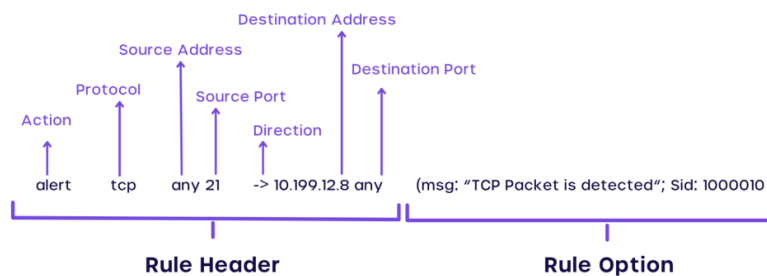 Destination Address
Source Address
Destination Port
Protocol
Source Port
Action
Direction
alert tcp any 21 -> 10.199.12.8 any (msg: “TCP Packet is detected“; Sid: 1000010
Rule Header Rule Option